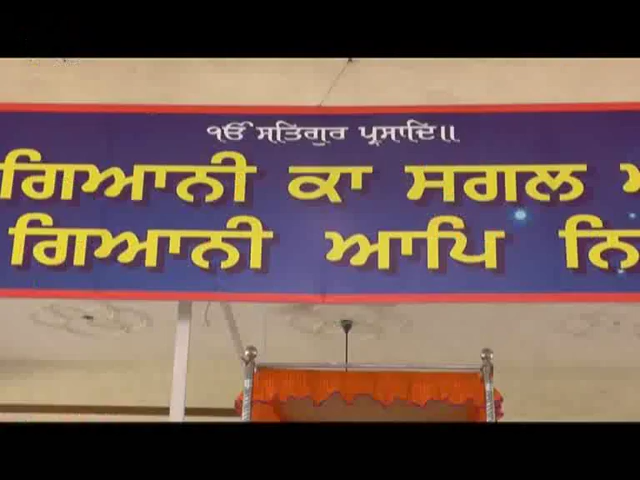 ੴ ਸਤਿਗੁਰ ਪ੍ਰਸਾਦਿ॥
ਗਿਆਨੀ ਕਾ ਸਗਲ
ਗਿਆਨੀ ਆਪਿ ਨਿ